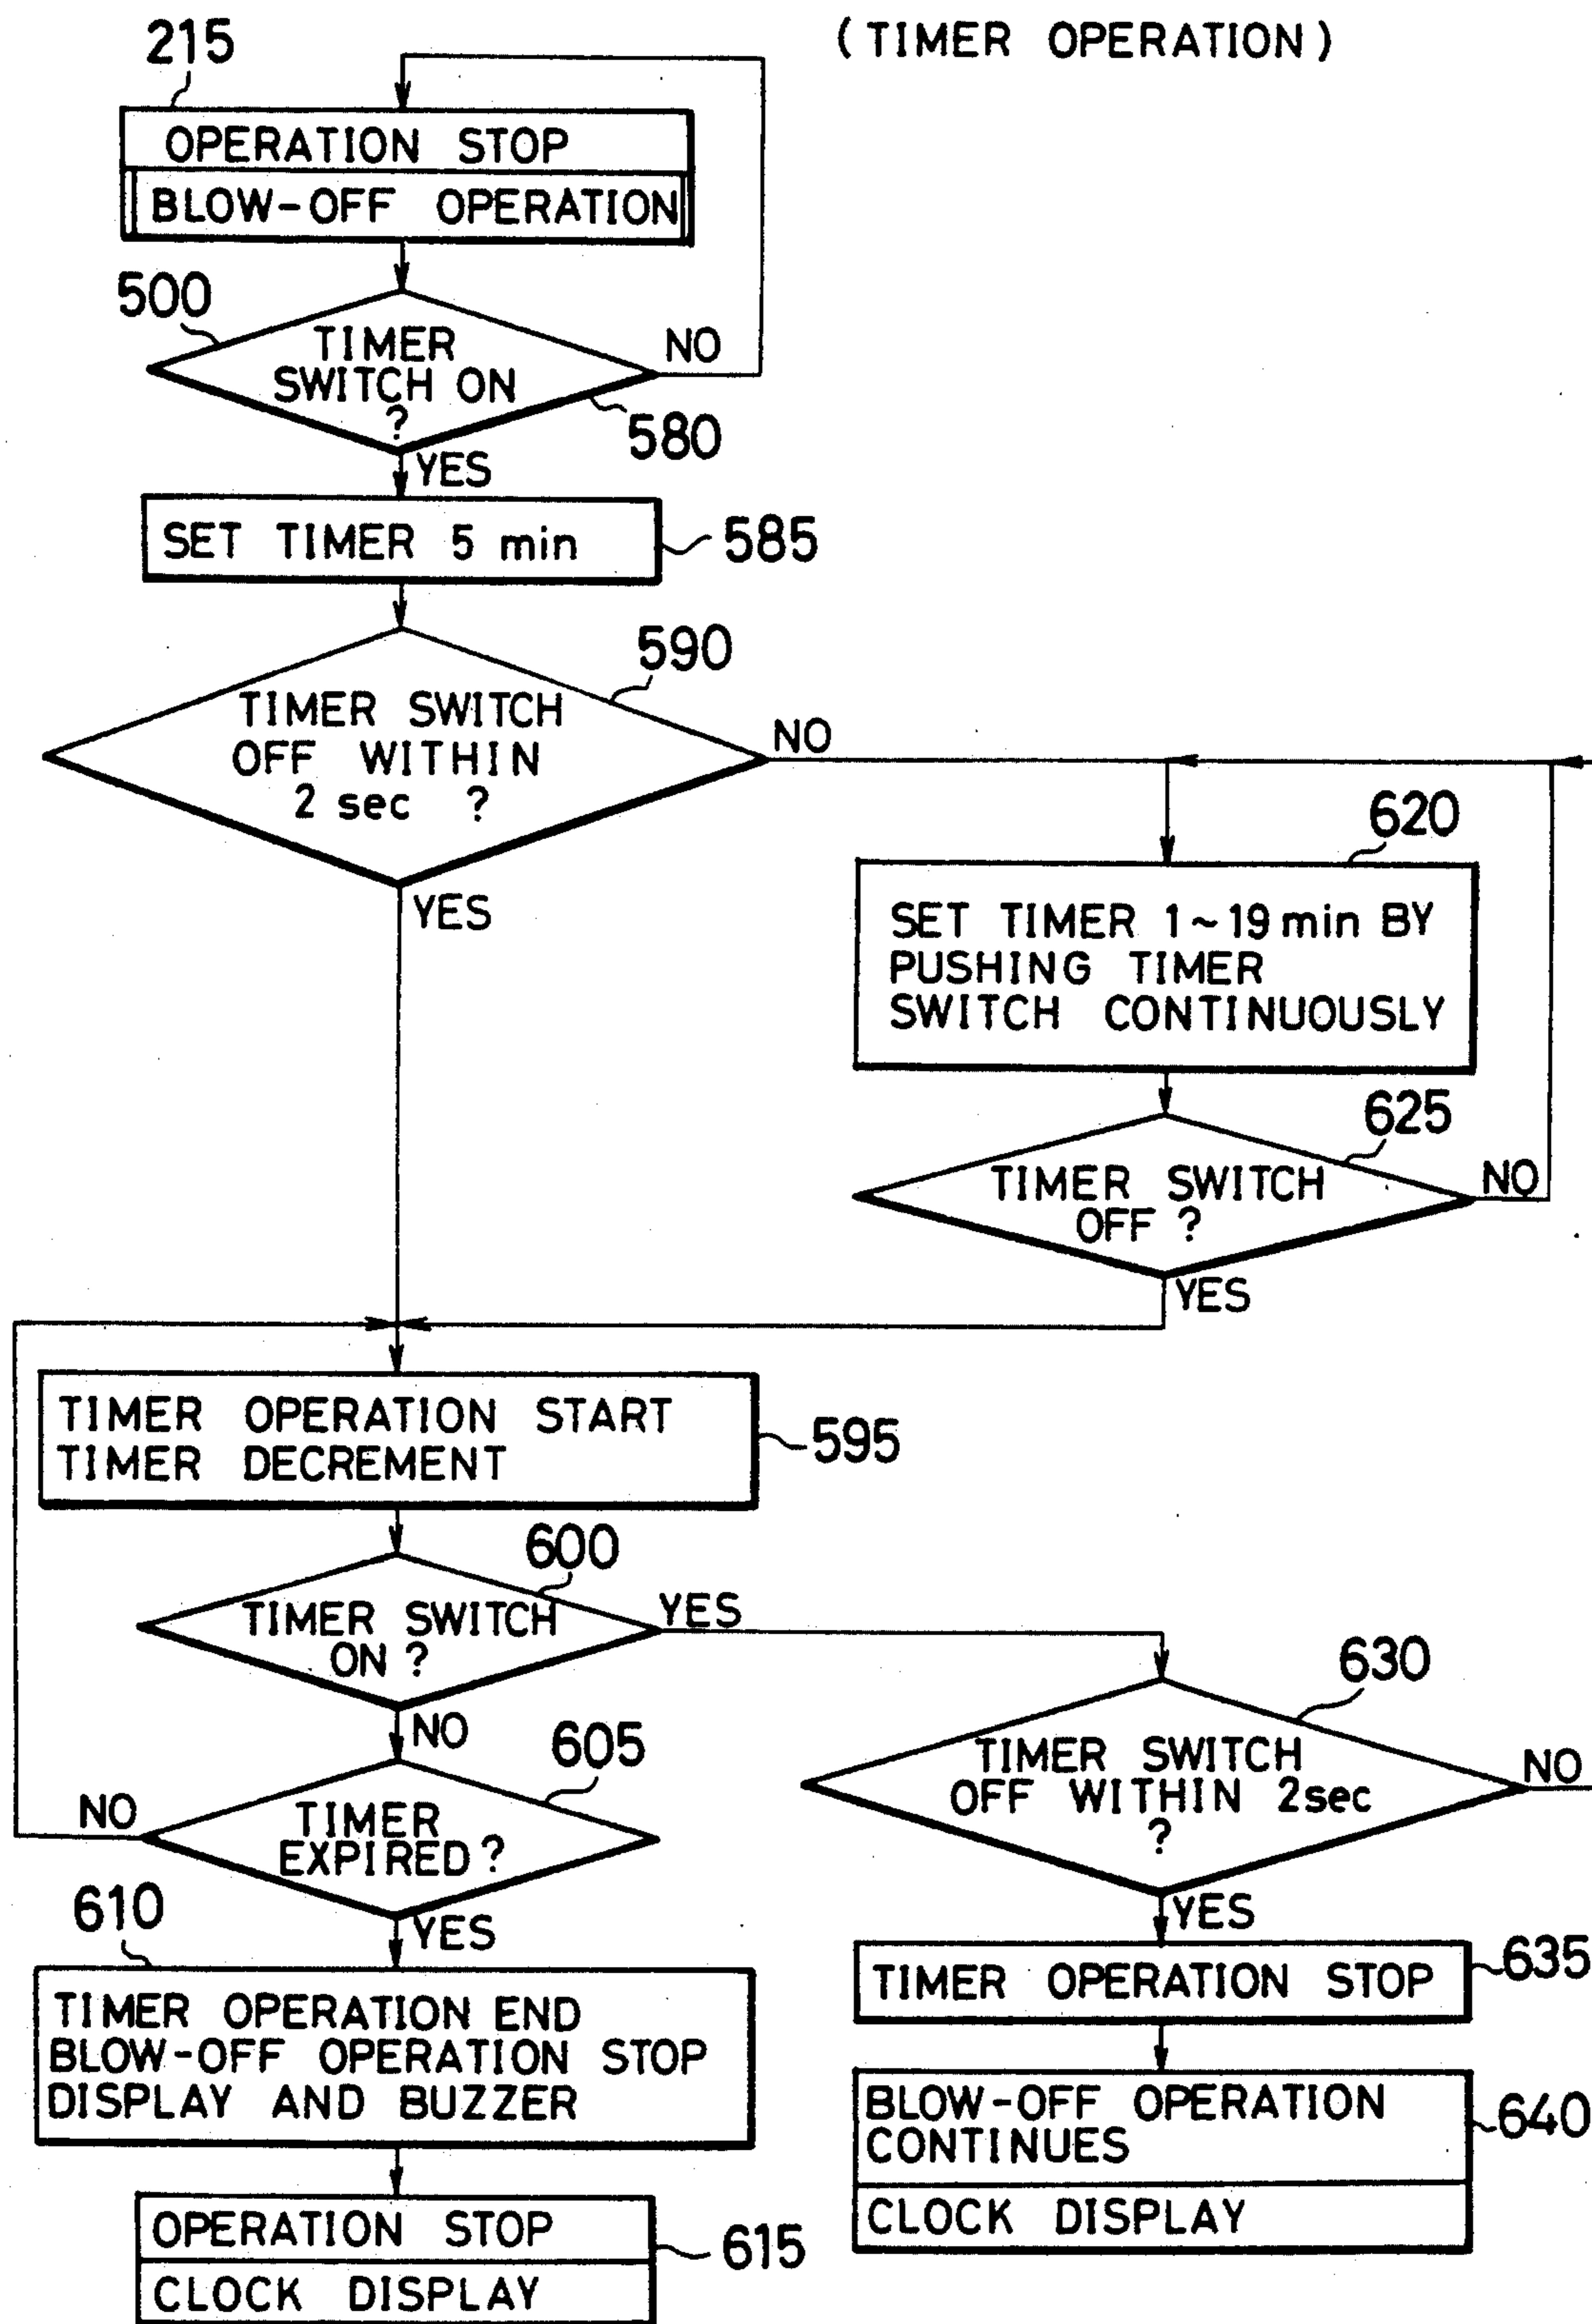 (TIMER OPERATION)
215
OPERATION STOP
BLOW-OFF OPERATION
500
TIMER
SWITCH ON
?
NO
580
YES
SET TIMER 5 min
585
590
TIMER SWITCH
OFF WITHIN
2 sec ?
NO
YES
620
SET TIMER 1~19 min BY
PUSHING TIMER
SWITCH CONTINUOUSLY
625
TIMER SWITCH
OFF ?
NO
YES
TIMER OPERATION START
TIMER DECREMENT
595
600
TIMER SWITCH
ON ?
YES
NO
605
TIMER
EXPIRED ?
NO
YES
630
TIMER SWITCH
OFF WITHIN 2sec
?
NO
YES
610
TIMER OPERATION END
BLOW-OFF OPERATION STOP
DISPLAY AND BUZZER
TIMER OPERATION STOP
635
BLOW-OFF OPERATION
CONTINUES
CLOCK DISPLAY
640
OPERATION STOP
CLOCK DISPLAY
615